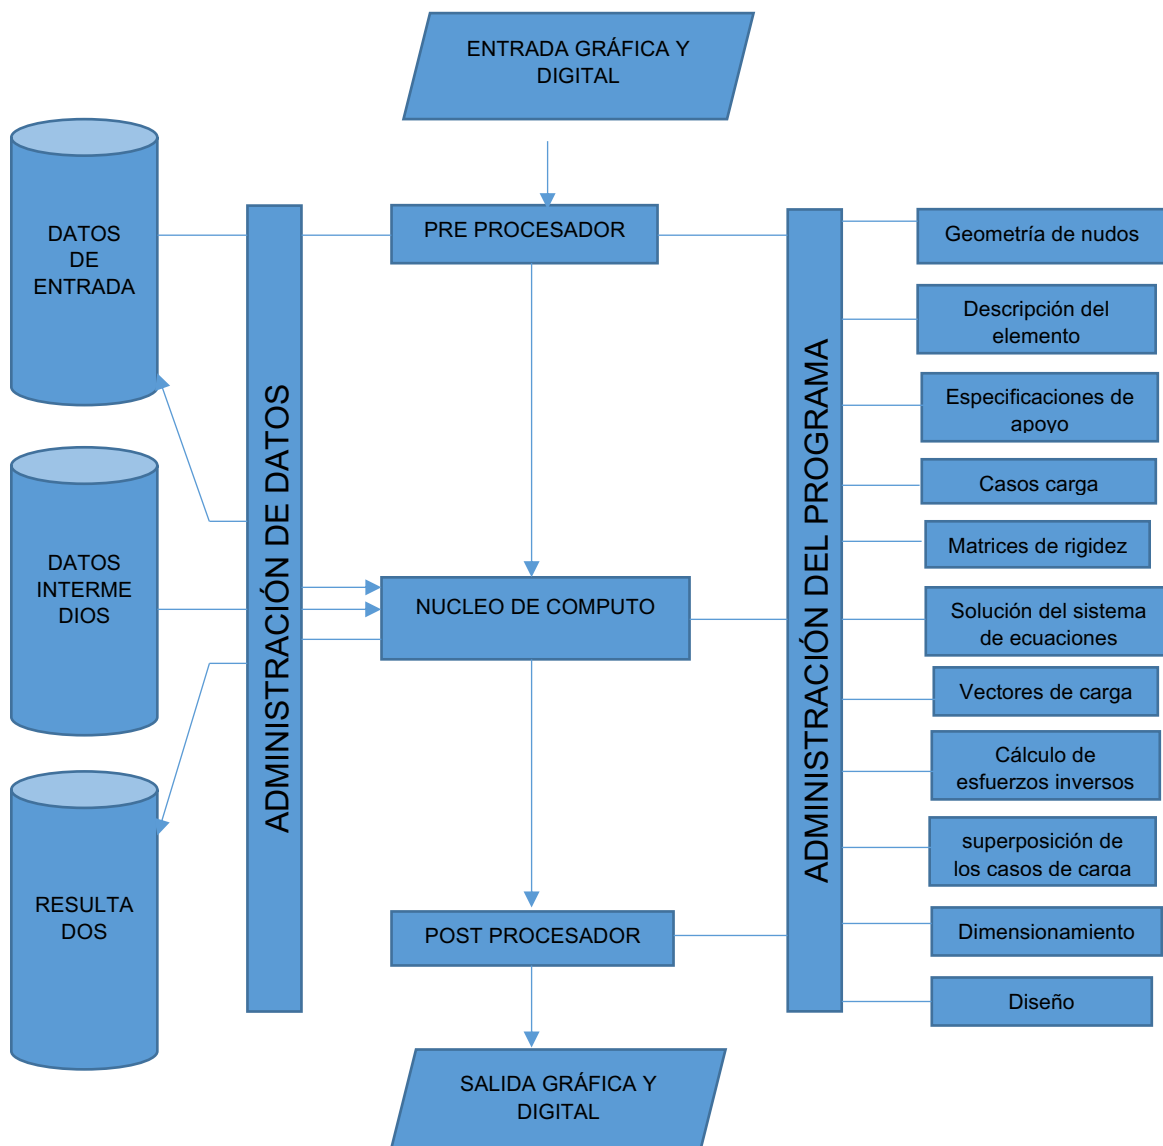 ENTRADA GRÁFICA Y
DIGITAL
DATOS
DE
ENTRADA
PRE PROCESADOR
Geometría de nudos
Descripción del
elemento
Especificaciones de
apoyo
Casos carga
Matrices de rigidez
ADMINISTRACIÓN DE DATOS
ADMINISTRACIÓN DEL PROGRAMA
DATOS
INTERME
DIOS
NUCLEO DE COMPUTO
Solución del sistema
de ecuaciones
Vectores de carga
Cálculo de
esfuerzos inversos
superposición de
los casos de carga
RESULTA
DOS
POST PROCESADOR
Dimensionamiento
Diseño
SALIDA GRÁFICA Y
DIGITAL